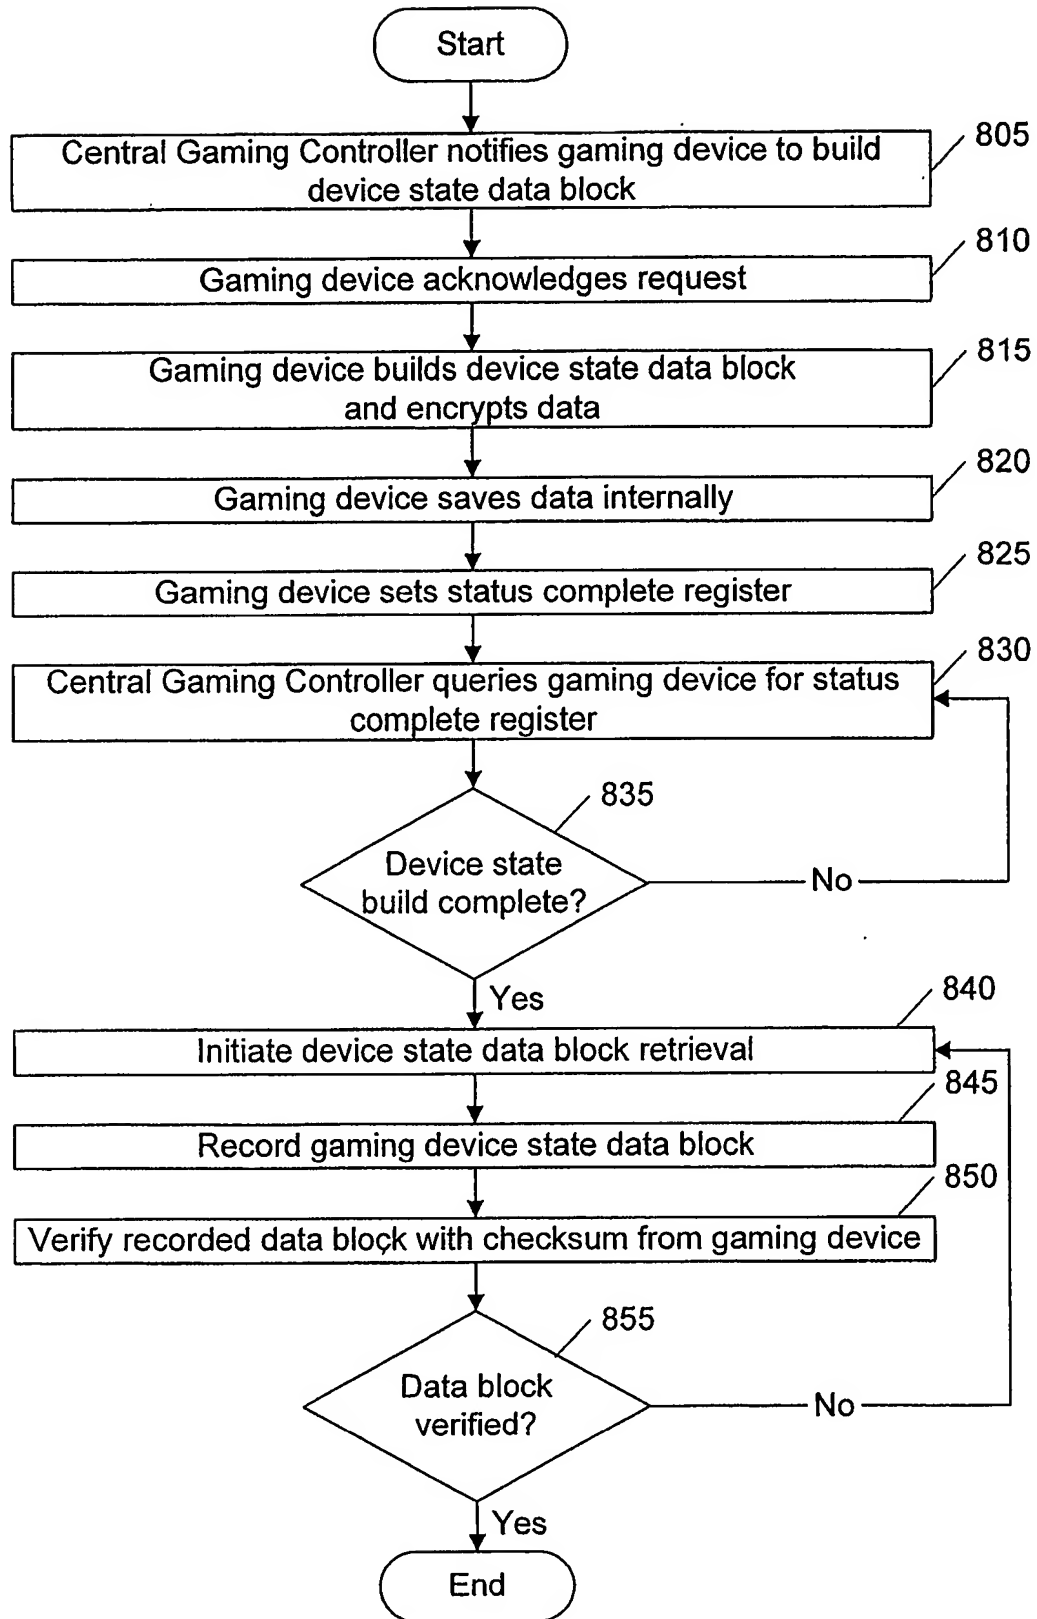 Start
805
Central Gaming Controller notifies gaming device to build
device state data block
810
Gaming device acknowledges request
815
Gaming device builds device state data block
and encrypts data
820
Gaming device saves data internally
825
Gaming device sets status complete register
830
Central Gaming Controller queries gaming device for status
complete register
835
Device state
build complete?
No
Yes
840
Initiate device state data block retrieval
845
Record gaming device state data block
850
Verify recorded data block with checksum from gaming device
855
Data block
verified?
No
Yes
End